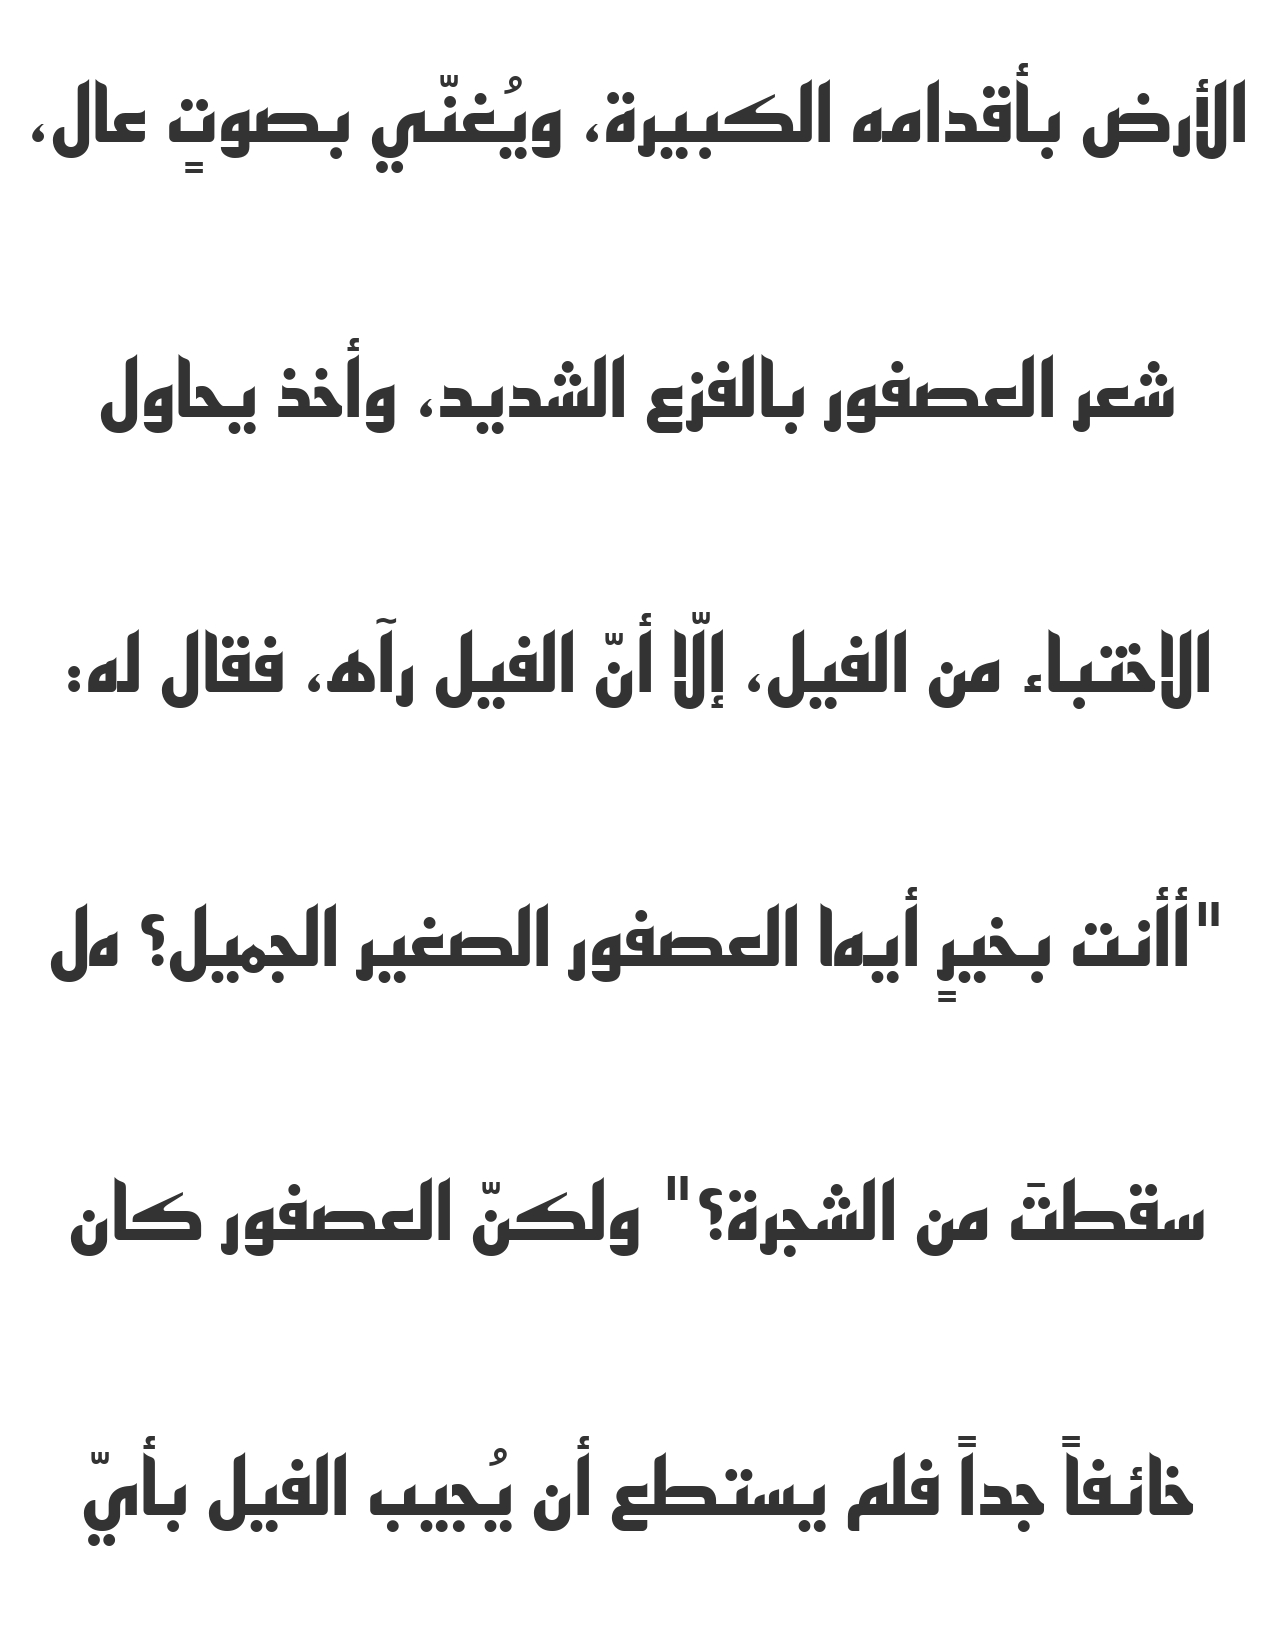 الأرض بأقدامه الكبيرة، ويُغنّي بصوتٍ عال،
شعر العصفور بالفزع الشديد، وأخذ يحاول
الاختباء من الفيل، إلّا أنّ الفيل رآه، فقال له:
"أأنت بخيرٍ أيها العصفور الصغير الجميل؟ هل
سقطتَ من الشجرة؟" ولكنّ العصفور كان
خائفاً جداً فلم يستطع أن يُجيب الفيل بأيّ